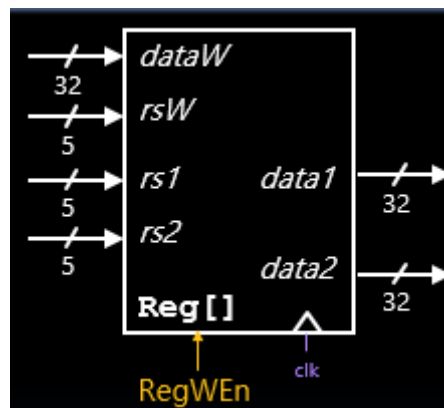 dataW
32
rsW
5
rs1
data1
5
32
rs2
5
data2
32
Reg[]
clk
RegWEn